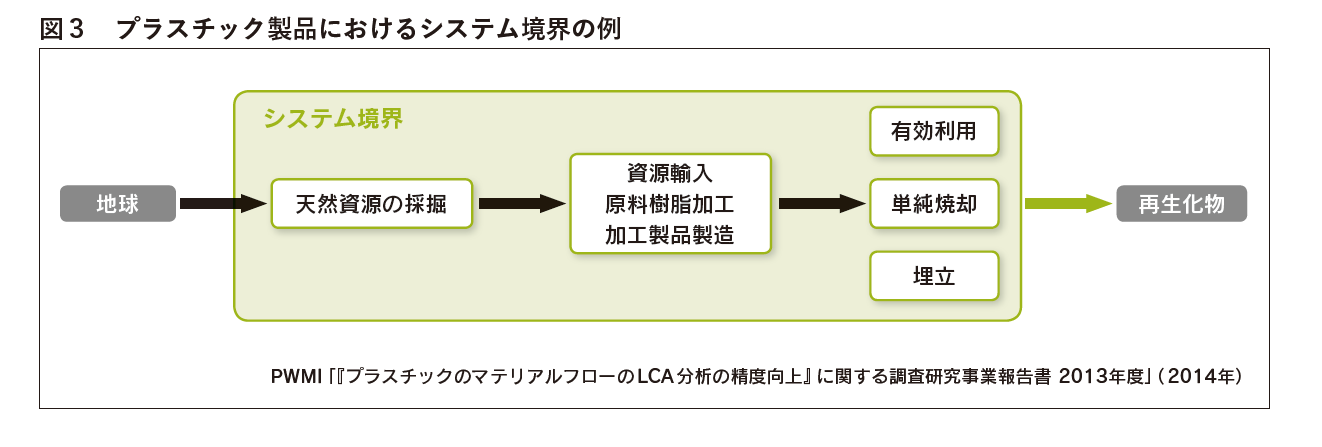 図3 プラスチック製品におけるシステム境界の例
システム境界
地球
天然資源の採掘
資源輸入
原料樹脂加工
加工製品製造
有効利用
単純焼却
埋立
再生化物
PWMI「『プラスチックのマテリアルフローのLCA分析の精度向上』に関する調査研究事業報告書 2013年度」（2014年）